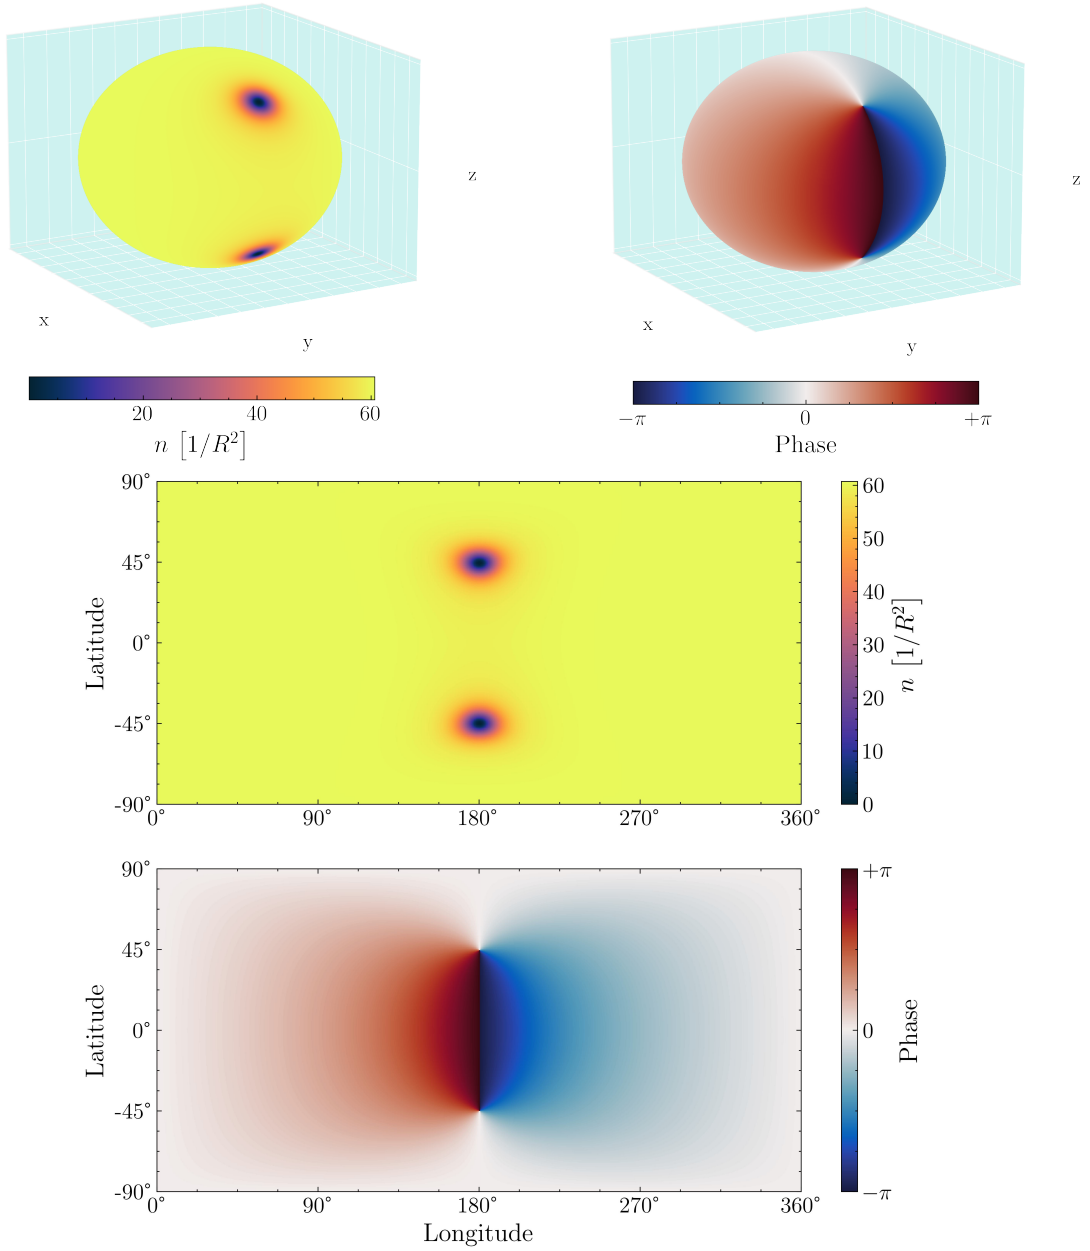 z
z
x
y
x
y
20 40 60
n [1/R²]
−π 0 +π
Phase
90°
45°
0°
-45°
-90°
Latitude
0° 90° 180° 270° 360°
60
50
40
30
20
10
0
n [1/R²]
90°
45°
0°
-45°
-90°
Latitude
0° 90° 180° 270° 360°
Longitude
+π
0
−π
Phase